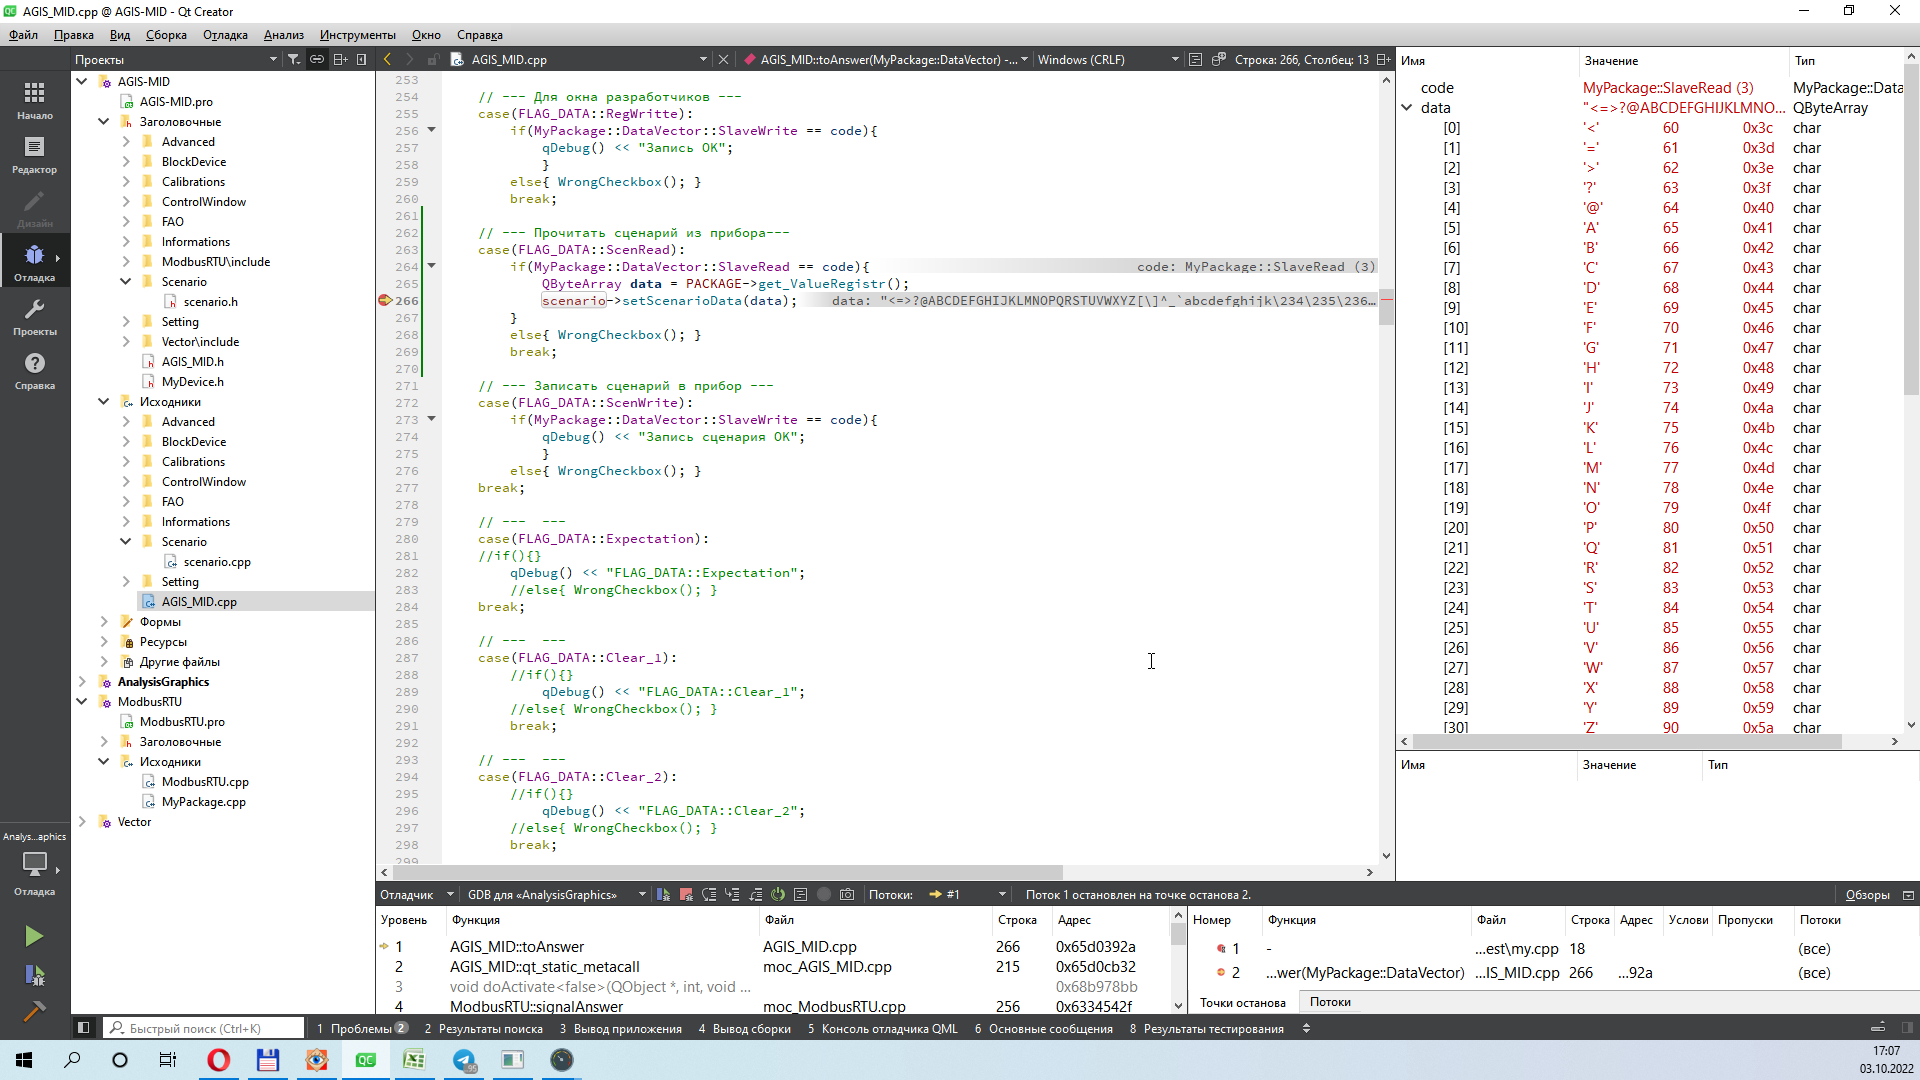 AGIS_MID.cpp @ AGIS-MID - Qt Creator
Файл Правка Вид Сборка Отладка Анализ Инструменты Окно Справка
Проекты
AGIS_MID.cpp
AGIS_MID::toAnswer(MyPackage::DataVector) -...
Windows (CRLF)
Строка: 266, Столбец: 13
Начало
Редактор
Дизайн
Отладка
Проекты
Справка
Analys...aphics
Отладка
AGIS-MID
AGIS-MID.pro
Заголовочные
Advanced
BlockDevice
Calibrations
ControlWindow
FAO
Informations
ModbusRTU\include
Scenario
scenario.h
Setting
Vector\include
AGIS_MID.h
MyDevice.h
Исходники
Advanced
BlockDevice
Calibrations
ControlWindow
FAO
Informations
Scenario
scenario.cpp
Setting
AGIS_MID.cpp
Формы
Ресурсы
Другие файлы
AnalysisGraphics
ModbusRTU
ModbusRTU.pro
Заголовочные
Исходники
ModbusRTU.cpp
MyPackage.cpp
Vector
253
254 // --- Для окна разработчиков ---
255 case(FLAG_DATA::RegWritte):
256 if(MyPackage::DataVector::SlaveWrite == code){
257 qDebug() << "Запись OK";
258 }
259 else{ WrongCheckbox(); }
260 break;
261
262 // --- Прочитать сценарий из прибора---
263 case(FLAG_DATA::ScenRead):
264 if(MyPackage::DataVector::SlaveRead == code){ code: MyPackage::SlaveRead (3)
265 QByteArray data = PACKAGE->get_ValueRegistr();
266 scenario->setScenarioData(data); data: "<=>?@ABCDEFGHIJKLMNOPQRSTUVWXYZ[\]^_`abcdefghijk\234\235\236...
267 }
268 else{ WrongCheckbox(); }
269 break;
270
271 // --- Записать сценарий в прибор ---
272 case(FLAG_DATA::ScenWrite):
273 if(MyPackage::DataVector::SlaveWrite == code){
274 qDebug() << "Запись сценария OK";
275 }
276 else{ WrongCheckbox(); }
277 break;
278
279 // --- ---
280 case(FLAG_DATA::Expectation):
281 //if(){}
282 qDebug() << "FLAG_DATA::Expectation";
283 //else{ WrongCheckbox(); }
284 break;
285
286 // --- ---
287 case(FLAG_DATA::Clear_1):
288 //if(){}
289 qDebug() << "FLAG_DATA::Clear_1";
290 //else{ WrongCheckbox(); }
291 break;
292
293 // --- ---
294 case(FLAG_DATA::Clear_2):
295 //if(){}
296 qDebug() << "FLAG_DATA::Clear_2";
297 //else{ WrongCheckbox(); }
298 break;
299
Имя Значение Тип
code MyPackage::SlaveRead (3) MyPackage::Data
data "<=>?@ABCDEFGHIJKLMNO... QByteArray
[0] '<' 60 0x3c char
[1] '=' 61 0x3d char
[2] '>' 62 0x3e char
[3] '?' 63 0x3f char
[4] '@' 64 0x40 char
[5] 'A' 65 0x41 char
[6] 'B' 66 0x42 char
[7] 'C' 67 0x43 char
[8] 'D' 68 0x44 char
[9] 'E' 69 0x45 char
[10] 'F' 70 0x46 char
[11] 'G' 71 0x47 char
[12] 'H' 72 0x48 char
[13] 'I' 73 0x49 char
[14] 'J' 74 0x4a char
[15] 'K' 75 0x4b char
[16] 'L' 76 0x4c char
[17] 'M' 77 0x4d char
[18] 'N' 78 0x4e char
[19] 'O' 79 0x4f char
[20] 'P' 80 0x50 char
[21] 'Q' 81 0x51 char
[22] 'R' 82 0x52 char
[23] 'S' 83 0x53 char
[24] 'T' 84 0x54 char
[25] 'U' 85 0x55 char
[26] 'V' 86 0x56 char
[27] 'W' 87 0x57 char
[28] 'X' 88 0x58 char
[29] 'Y' 89 0x59 char
[30] 'Z' 90 0x5a char
Имя Значение Тип
Отладчик GDB для «AnalysisGraphics» Потоки: #1 Поток 1 остановлен на точке останова 2. Обзоры
Уровень Функция Файл Строка Адрес
1 AGIS_MID::toAnswer AGIS_MID.cpp 266 0x65d0392a
2 AGIS_MID::qt_static_metacall moc_AGIS_MID.cpp 215 0x65d0cb32
3 void doActivate<false>(QObject *, int, void ... 0x68b978bb
4 ModbusRTU::signalAnswer moc_ModbusRTU.cpp 256 0x6334542f
Номер Функция Файл Строка Адрес Услови Пропуски Потоки
1 - ...est\my.cpp 18 (все)
2 ...wer(MyPackage::DataVector) ...IS_MID.cpp 266 ...92a (все)
Точки останова Потоки
Быстрый поиск (Ctrl+K) 1 Проблемы 2 2 Результаты поиска 3 Вывод приложения 4 Вывод сборки 5 Консоль отладчика QML 6 Основные сообщения 8 Результаты тестирования
95
17:07
03.10.2022